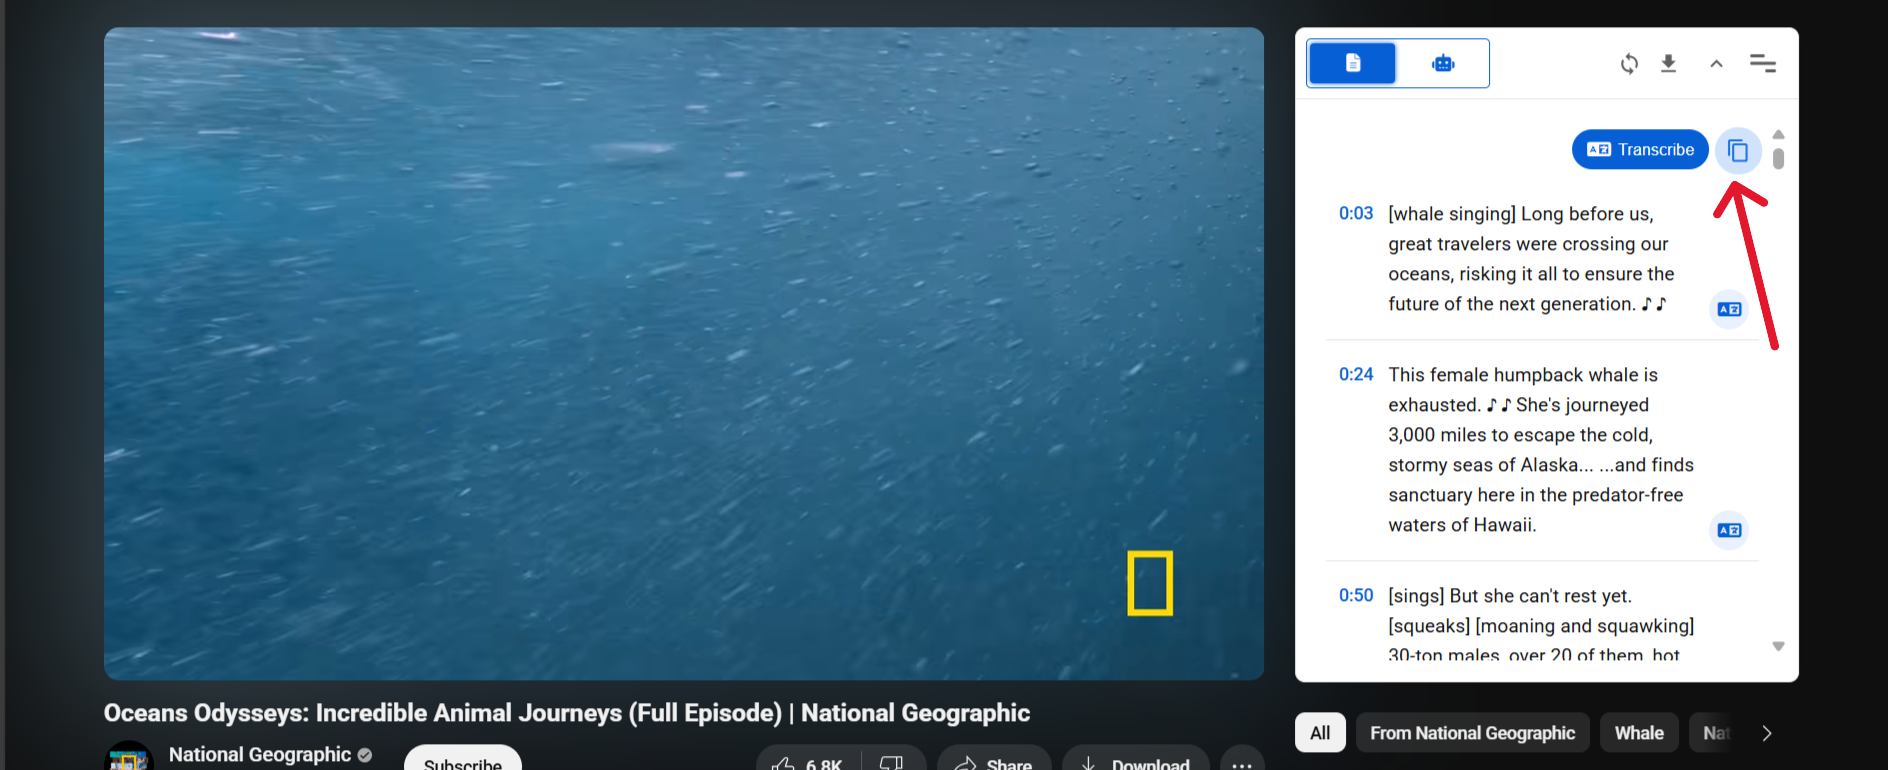 Transcribe
0:03 [whale singing] Long before us,
great travelers were crossing our
oceans, risking it all to ensure the
future of the next generation. ♪ ♪
0:24 This female humpback whale is
exhausted. ♪ ♪ She's journeyed
3,000 miles to escape the cold,
stormy seas of Alaska... ...and finds
sanctuary here in the predator-free
waters of Hawaii.
0:50 [sings] But she can't rest yet.
[squeaks] [moaning and squawking]
30-ton males, over 20 of them, hot
Oceans Odysseys: Incredible Animal Journeys (Full Episode) | National Geographic
National Geographic
Subscribe
6.8K
Share
Download
All
From National Geographic
Whale
Nat